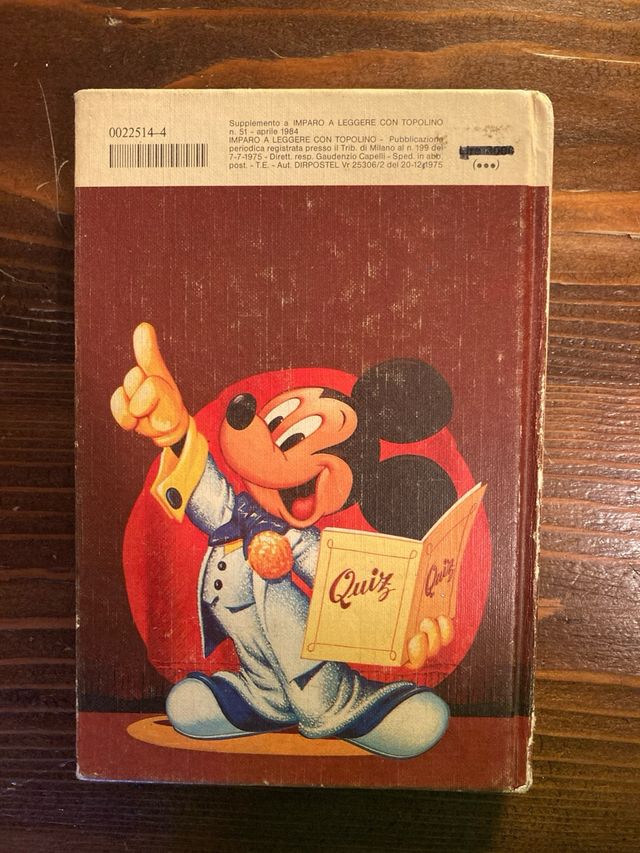 0022514–4
Supplemento a IMPARO A LEGGERE CON TOPOLINO
n. 51 - aprile 1984
IMPARO A LEGGERE CON TOPOLINO - Pubblicazione
periodica registrata presso il Trib. di Milano al n. 199 del
7-7-1975 - Dirett. resp. Gaudenzio Capelli - Sped. in abb.
post. - T.E. - Aut. DIRPOSTEL Vr 25306/2 del 20-12-1975
(•••)
Quiz
Quiz